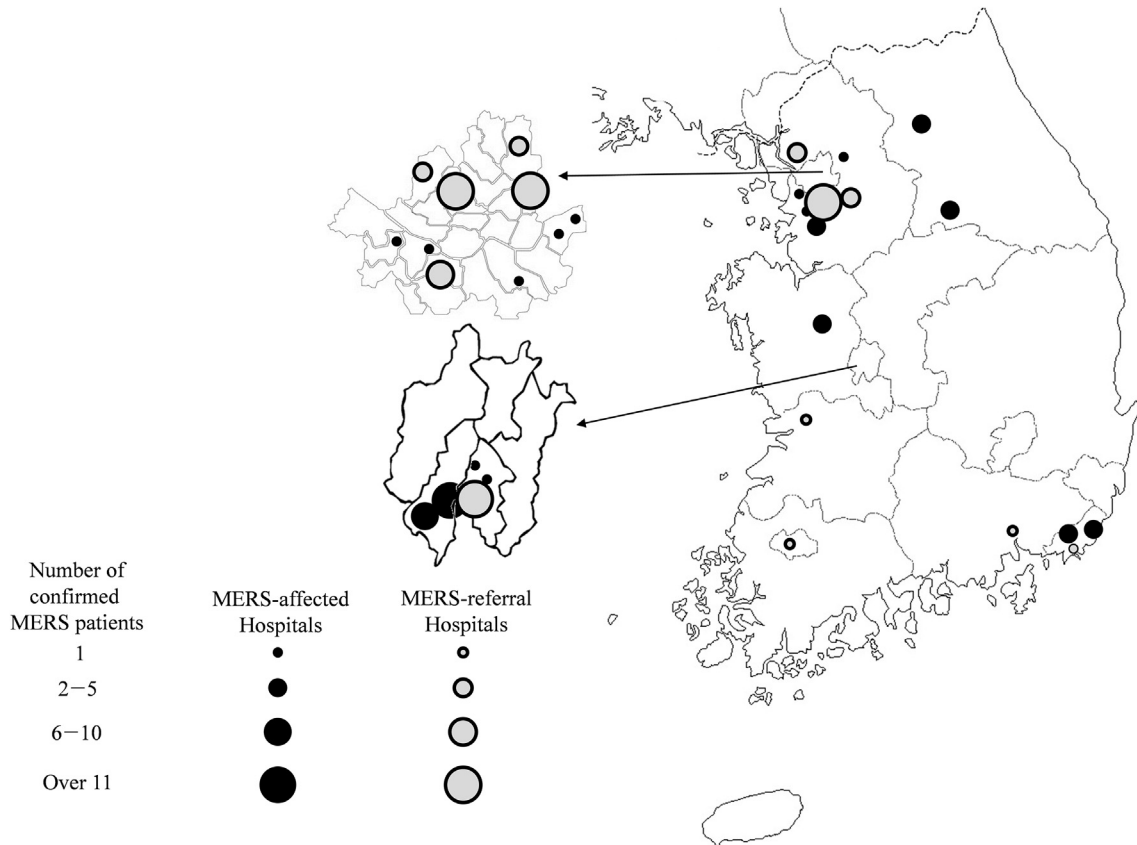 Number of
confirmed
MERS patients
MERS-affected
Hospitals
MERS-referral
Hospitals
1
2−5
6−10
Over 11